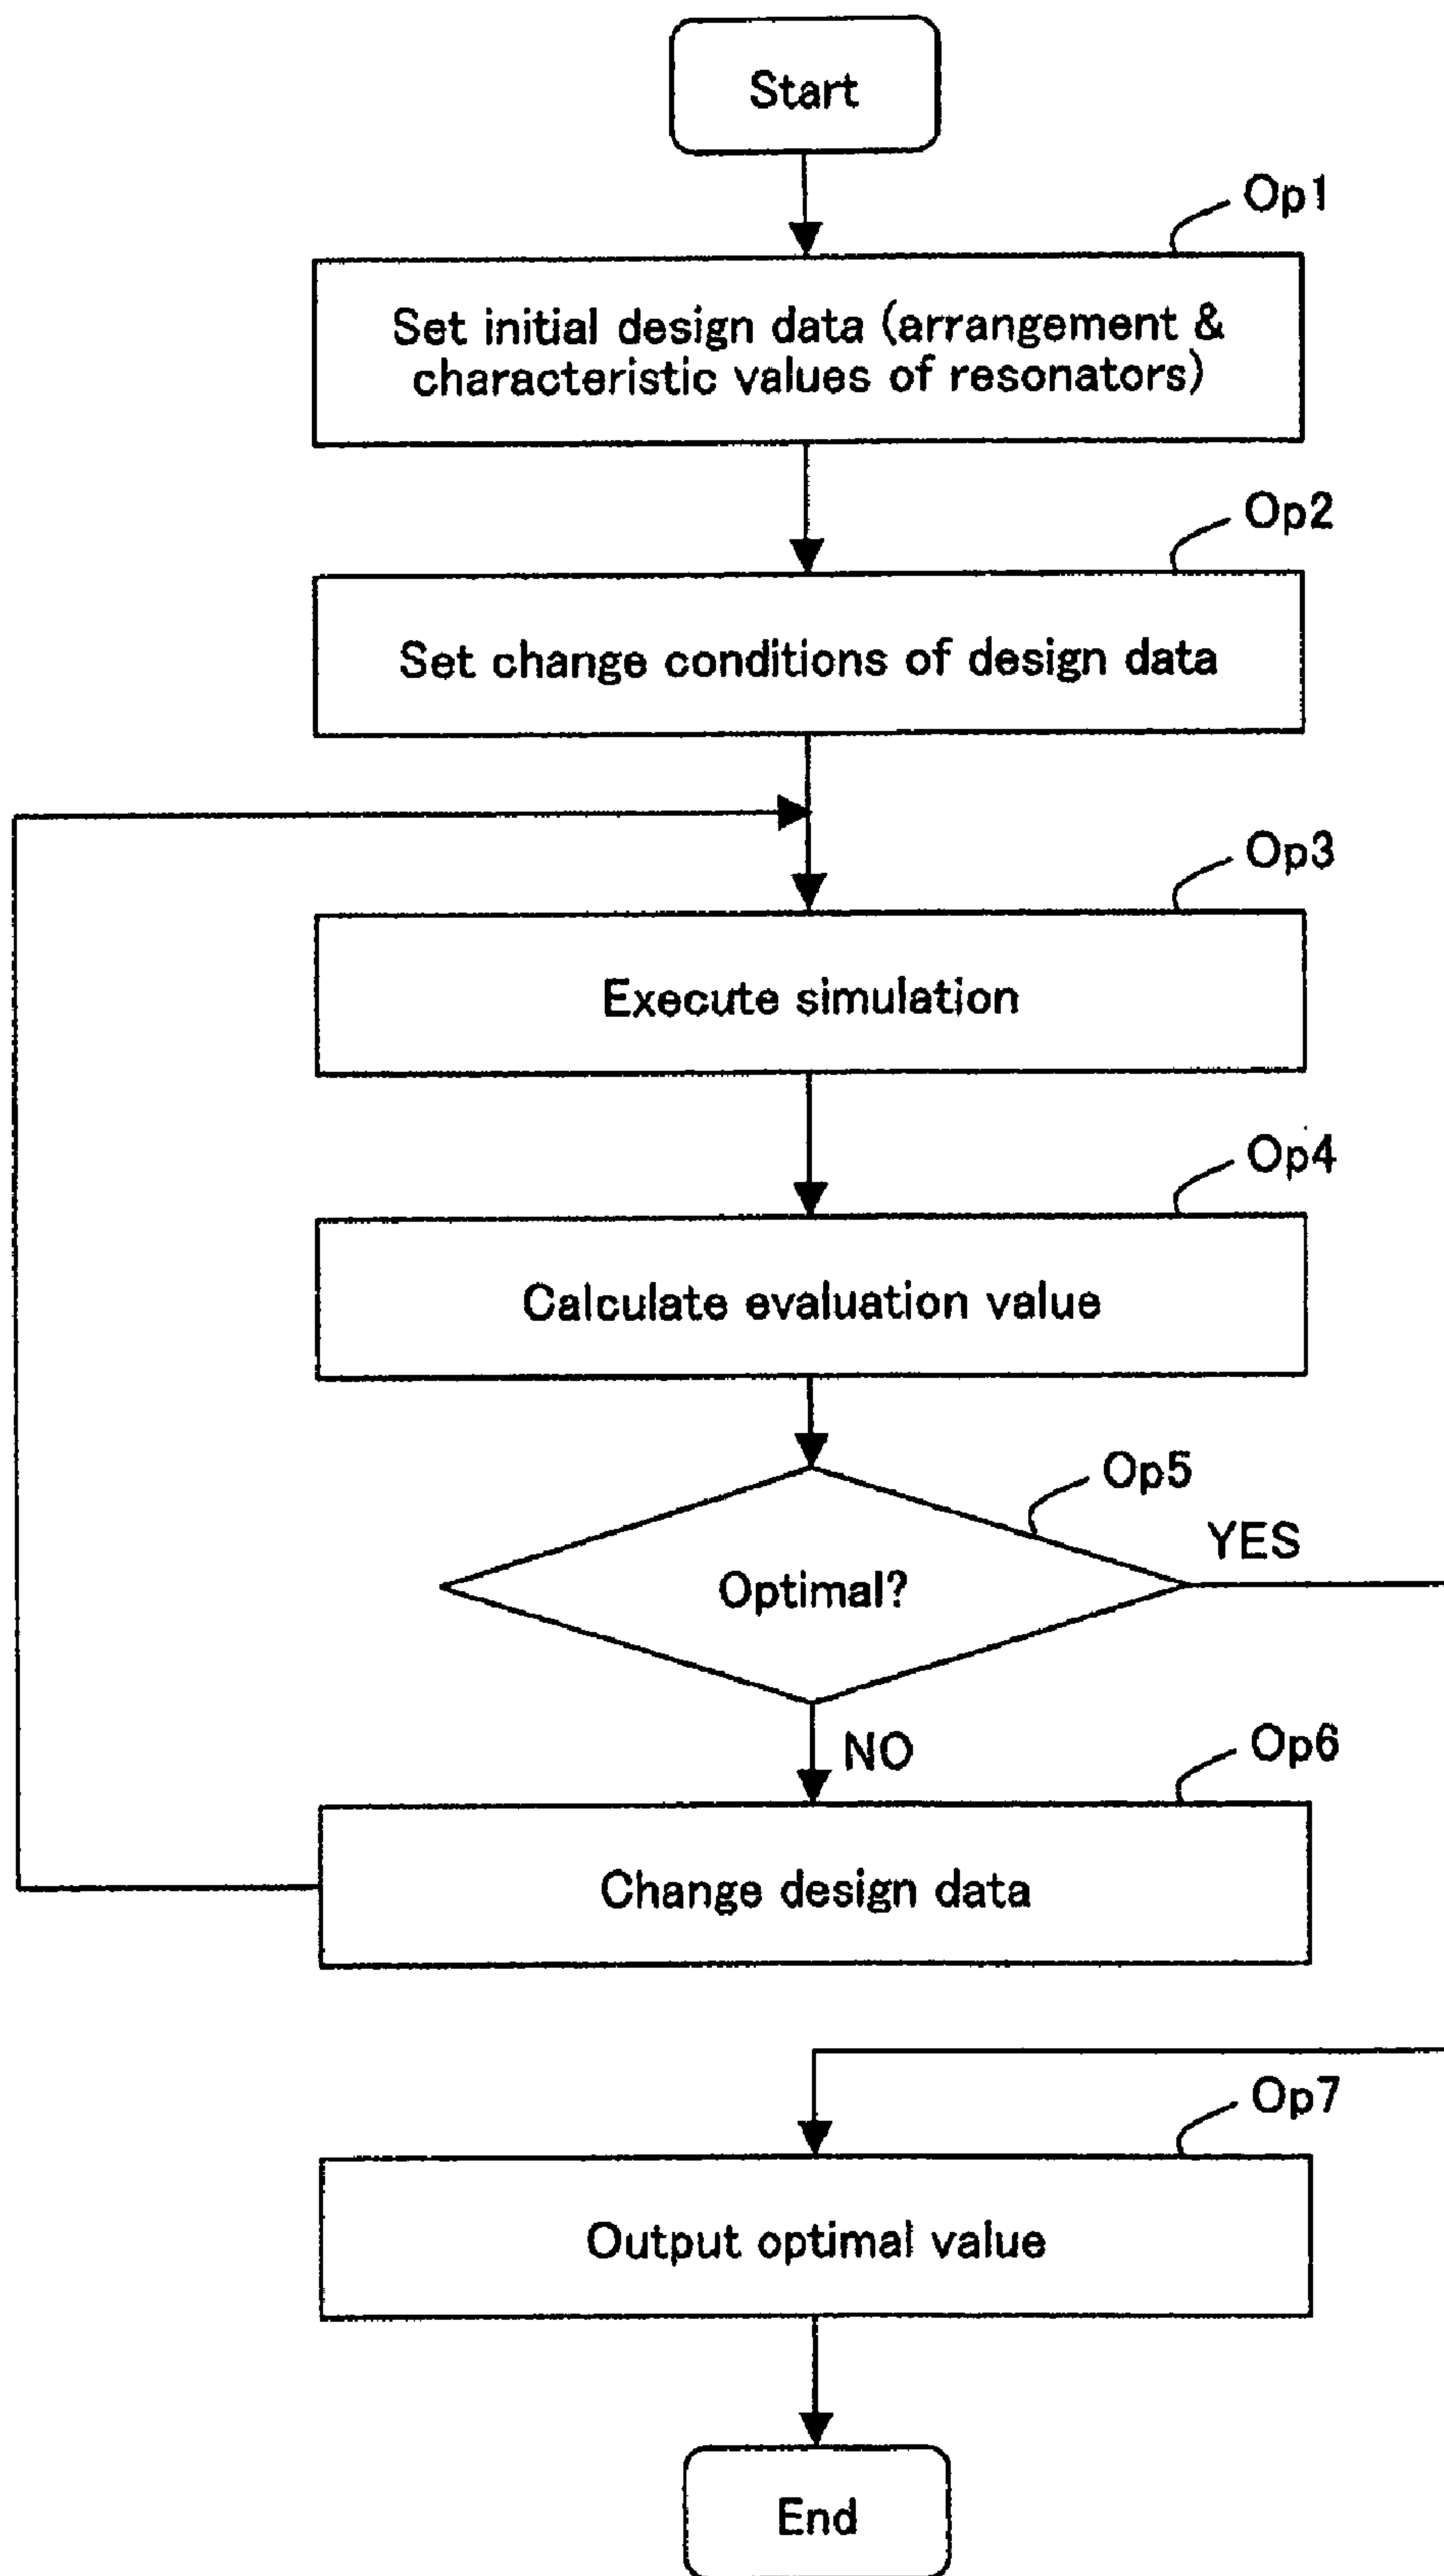 Start
Op1
Set initial design data (arrangement &
characteristic values of resonators)
Op2
Set change conditions of design data
Op3
Execute simulation
Op4
Calculate evaluation value
Op5
YES
Optimal?
NO
Op6
Change design data
Op7
Output optimal value
End